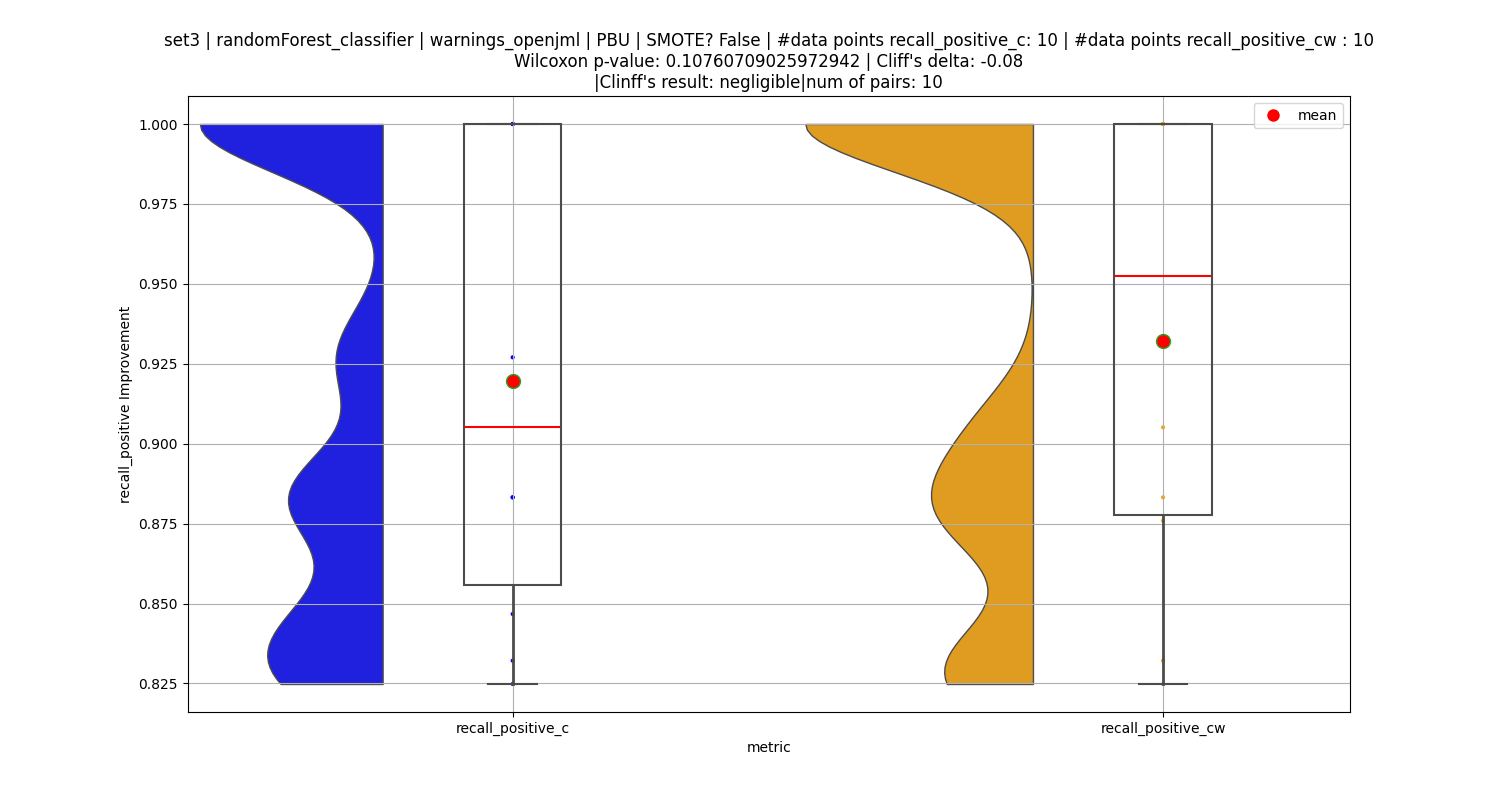 set3 | randomForest_classifier | warnings_openjml | PBU | SMOTE? False | #data points recall_positive_c: 10 | #data points recall_positive_cw : 10
Wilcoxon p-value: 0.10760709025972942 | Cliff's delta: -0.08
|Clinff's result: negligible|num of pairs: 10
mean
1.000
0.975
0.950
0.925
0.900
0.875
0.850
0.825
recall_positive Improvement
recall_positive_c
recall_positive_cw
metric